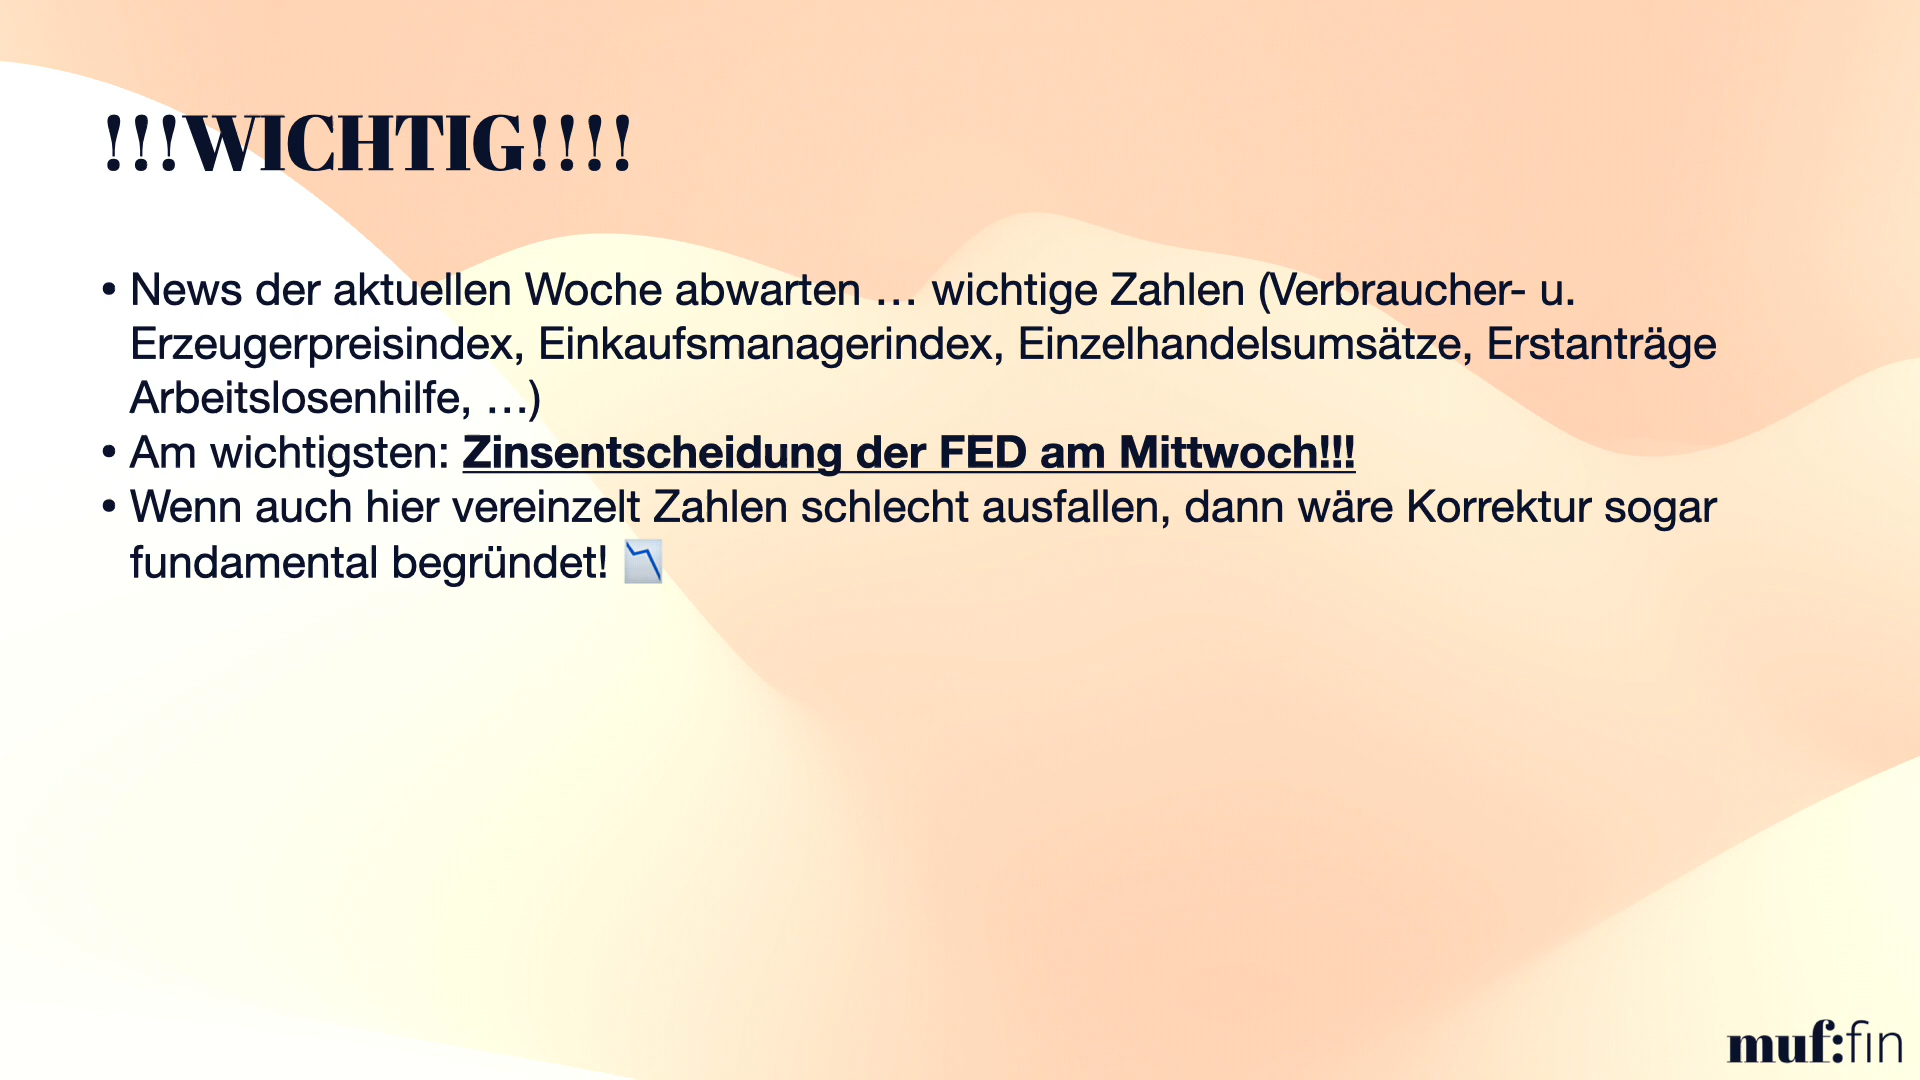 !!!WICHTIG!!!!
• News der aktuellen Woche abwarten … wichtige Zahlen (Verbraucher- u.
Erzeugerpreisindex, Einkaufsmanagerindex, Einzelhandelsumsätze, Erstanträge
Arbeitslosenhilfe, …)
• Am wichtigsten: Zinsentscheidung der FED am Mittwoch!!!
• Wenn auch hier vereinzelt Zahlen schlecht ausfallen, dann wäre Korrektur sogar
fundamental begründet! 📉
muf:fin